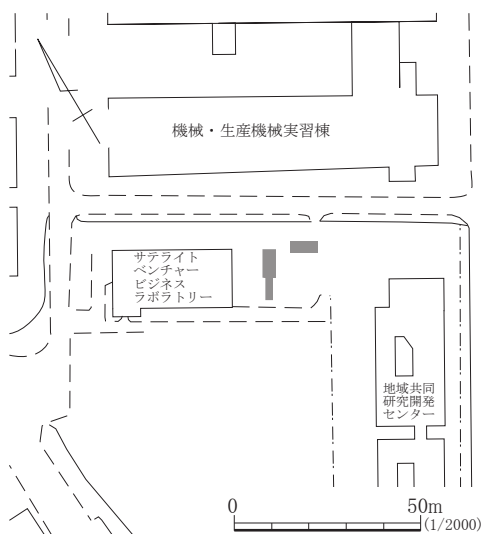 機械・生産機械実習棟
サテライト
ベンチャー
ビジネス
ラボラトリー
地域共同
研究開発
センター
0 50m
(1/2000)